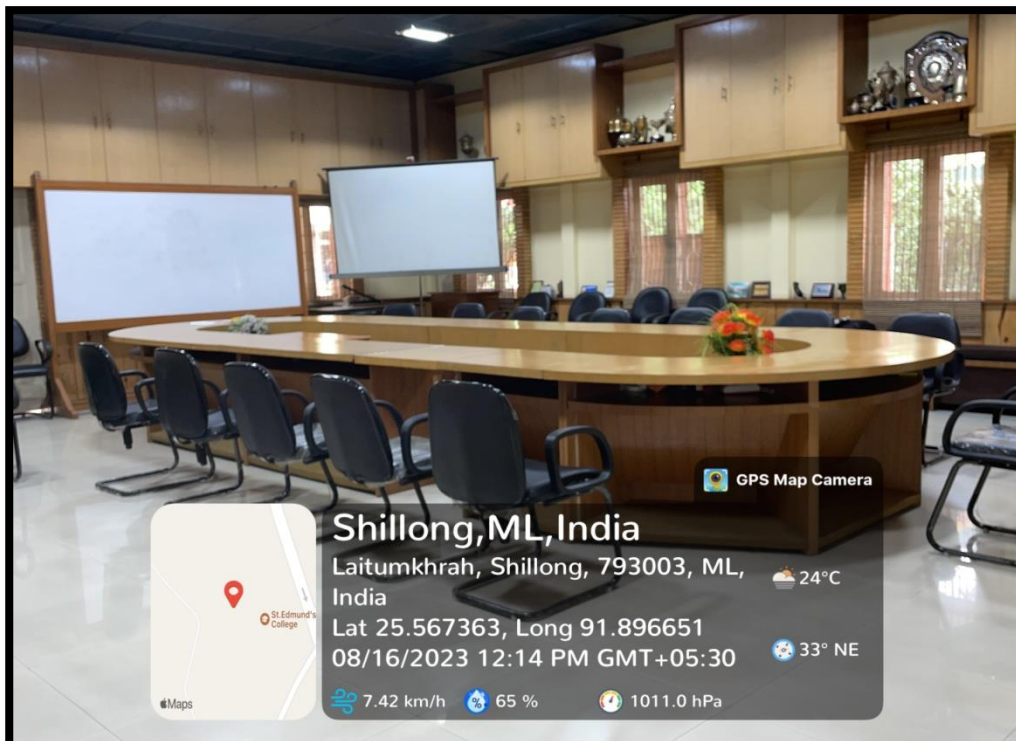 GPS Map Camera
Shillong,ML,India
Laitumkhrah, Shillong, 793003, ML,
India
Lat 25.567363, Long 91.896651
08/16/2023 12:14 PM GMT+05:30
24°C
33° NE
7.42 km/h
65 %
1011.0 hPa
St.Edmund's
College
Maps